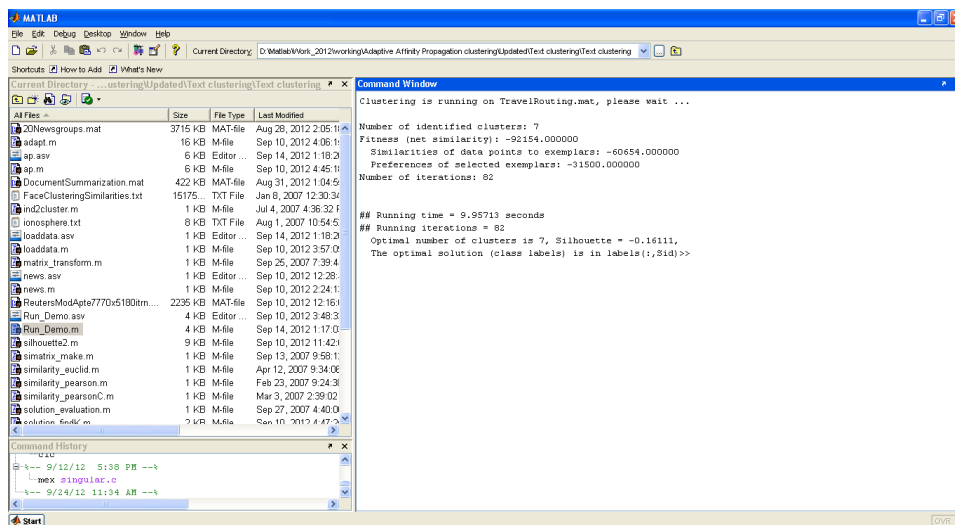 MATLAB
File Edit Debug Desktop Window Help
Current Directory: D:\Matlab\Work_2012\working\Adaptive Affinity Propagation clustering\Updated\Text clustering\Text clustering
Shortcuts How to Add What's New
Current Directory - ...ustering\Updated\Text clustering\Text clustering
All Files Size File Type Last Modified
20Newsgroups.mat 3715 KB MAT-file Aug 28, 2012 2:05:1
adapt.m 16 KB M-file Sep 10, 2012 4:06:1
ap.asv 6 KB Editor ... Sep 14, 2012 1:18:2
ap.m 6 KB M-file Sep 10, 2012 4:45:1
DocumentSummarization.mat 422 KB MAT-file Aug 31, 2012 1:04:5
FaceClusteringSimilarities.txt 15175... TXT File Jan 8, 2007 12:30:3
ind2cluster.m 1 KB M-file Jul 4, 2007 4:36:32
ionosphere.txt 8 KB TXT File Aug 1, 2007 10:54:5
loaddata.asv 1 KB Editor ... Sep 14, 2012 1:18:2
loaddata.m 1 KB M-file Sep 10, 2012 3:57:0
matrix_transform.m 1 KB M-file Sep 25, 2007 7:39:4
news.asv 1 KB Editor ... Sep 10, 2012 12:28:
news.m 1 KB M-file Sep 10, 2012 2:24:1
ReutersModApte7770x5180itrn.... 2235 KB MAT-file Sep 10, 2012 12:16:
Run_Demo.asv 4 KB Editor ... Sep 10, 2012 3:48:3
Run_Demo.m 4 KB M-file Sep 14, 2012 1:17:0
silhouette2.m 9 KB M-file Sep 10, 2012 11:42:
simatrix_make.m 1 KB M-file Sep 13, 2007 9:58:1
similarity_euclid.m 1 KB M-file Apr 12, 2007 9:34:0
similarity_pearson.m 1 KB M-file Feb 23, 2007 9:24:3
similarity_pearsonC.m 1 KB M-file Mar 3, 2007 2:39:02
solution_evaluation.m 1 KB M-file Sep 27, 2007 4:40:0
solution_findK.m 2 KB M-file Sep 10, 2012 4:47:2
Command History
clc
%-- 9/12/12 5:38 PM --%
mex singular.c
%-- 9/24/12 11:34 AM --%
Command Window
Clustering is running on TravelRouting.mat, please wait ...
Number of identified clusters: 7
Fitness (net similarity): -92154.000000
Similarities of data points to exemplars: -60654.000000
Preferences of selected exemplars: -31500.000000
Number of iterations: 82
## Running time = 9.95713 seconds
## Running iterations = 82
Optimal number of clusters is 7, Silhouette = -0.16111,
The optimal solution (class labels) is in labels(:,Sid)>>
Start
OVR